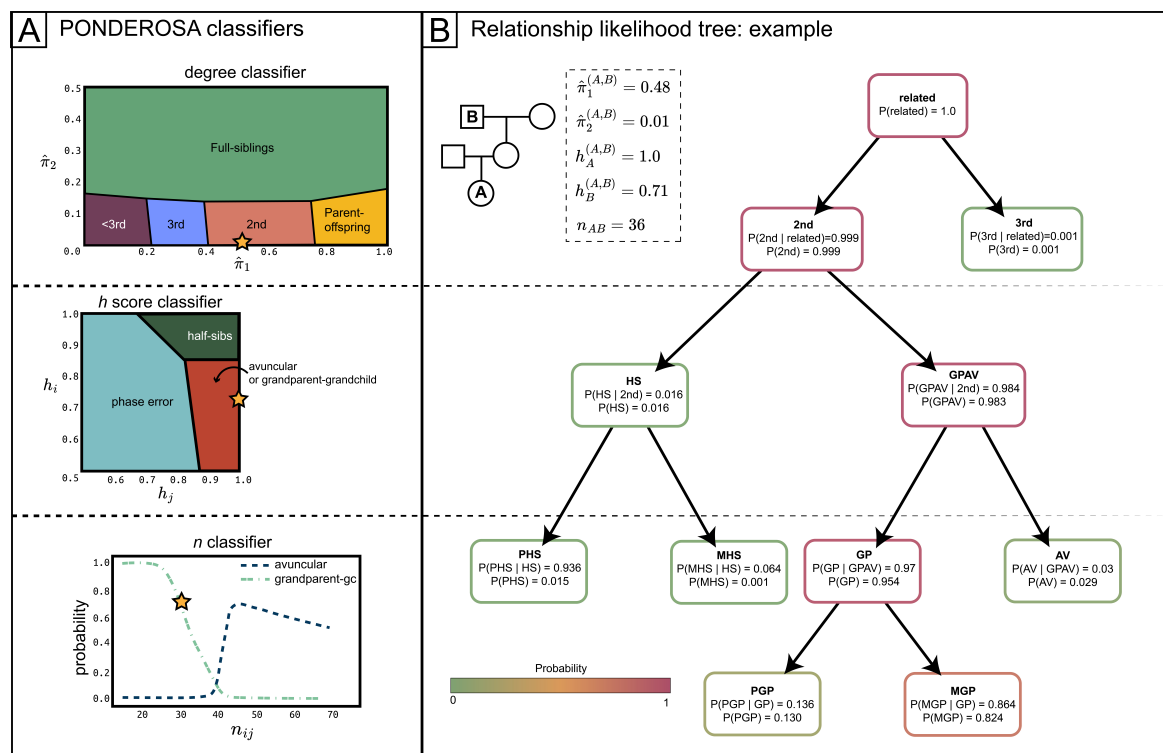 A PONDEROSA classifiers
degree classifier
0.5
0.4
0.3
0.2
0.1
0.0
π̂₂
Full-siblings
<3rd
3rd
2nd
Parent-
offspring
0.2 0.4 0.6 0.8 1.0
π̂₁
h score classifier
1.0
0.9
0.8
0.7
0.6
0.5
hᵢ
half-sibs
avuncular
or grandparent-grandchild
phase error
0.6 0.7 0.8 0.9 1.0
hⱼ
n classifier
1.0
0.8
0.6
0.4
0.2
0.0
probability
avuncular
grandparent-gc
20 30 40 50 60 70
nᵢⱼ
B Relationship likelihood tree: example
B
A
π̂₁^(A,B) = 0.48
π̂₂^(A,B) = 0.01
h_A^(A,B) = 1.0
h_B^(A,B) = 0.71
n_AB = 36
related
P(related) = 1.0
2nd
P(2nd | related)=0.999
P(2nd) = 0.999
3rd
P(3rd | related)=0.001
P(3rd) = 0.001
HS
P(HS | 2nd) = 0.016
P(HS) = 0.016
GPAV
P(GPAV | 2nd) = 0.984
P(GPAV) = 0.983
PHS
P(PHS | HS) = 0.936
P(PHS) = 0.015
MHS
P(MHS | HS) = 0.064
P(MHS) = 0.001
GP
P(GP | GPAV) = 0.97
P(GP) = 0.954
AV
P(AV | GPAV) = 0.03
P(AV) = 0.029
PGP
P(PGP | GP) = 0.136
P(PGP) = 0.130
MGP
P(MGP | GP) = 0.864
P(MGP) = 0.824
Probability
0 1